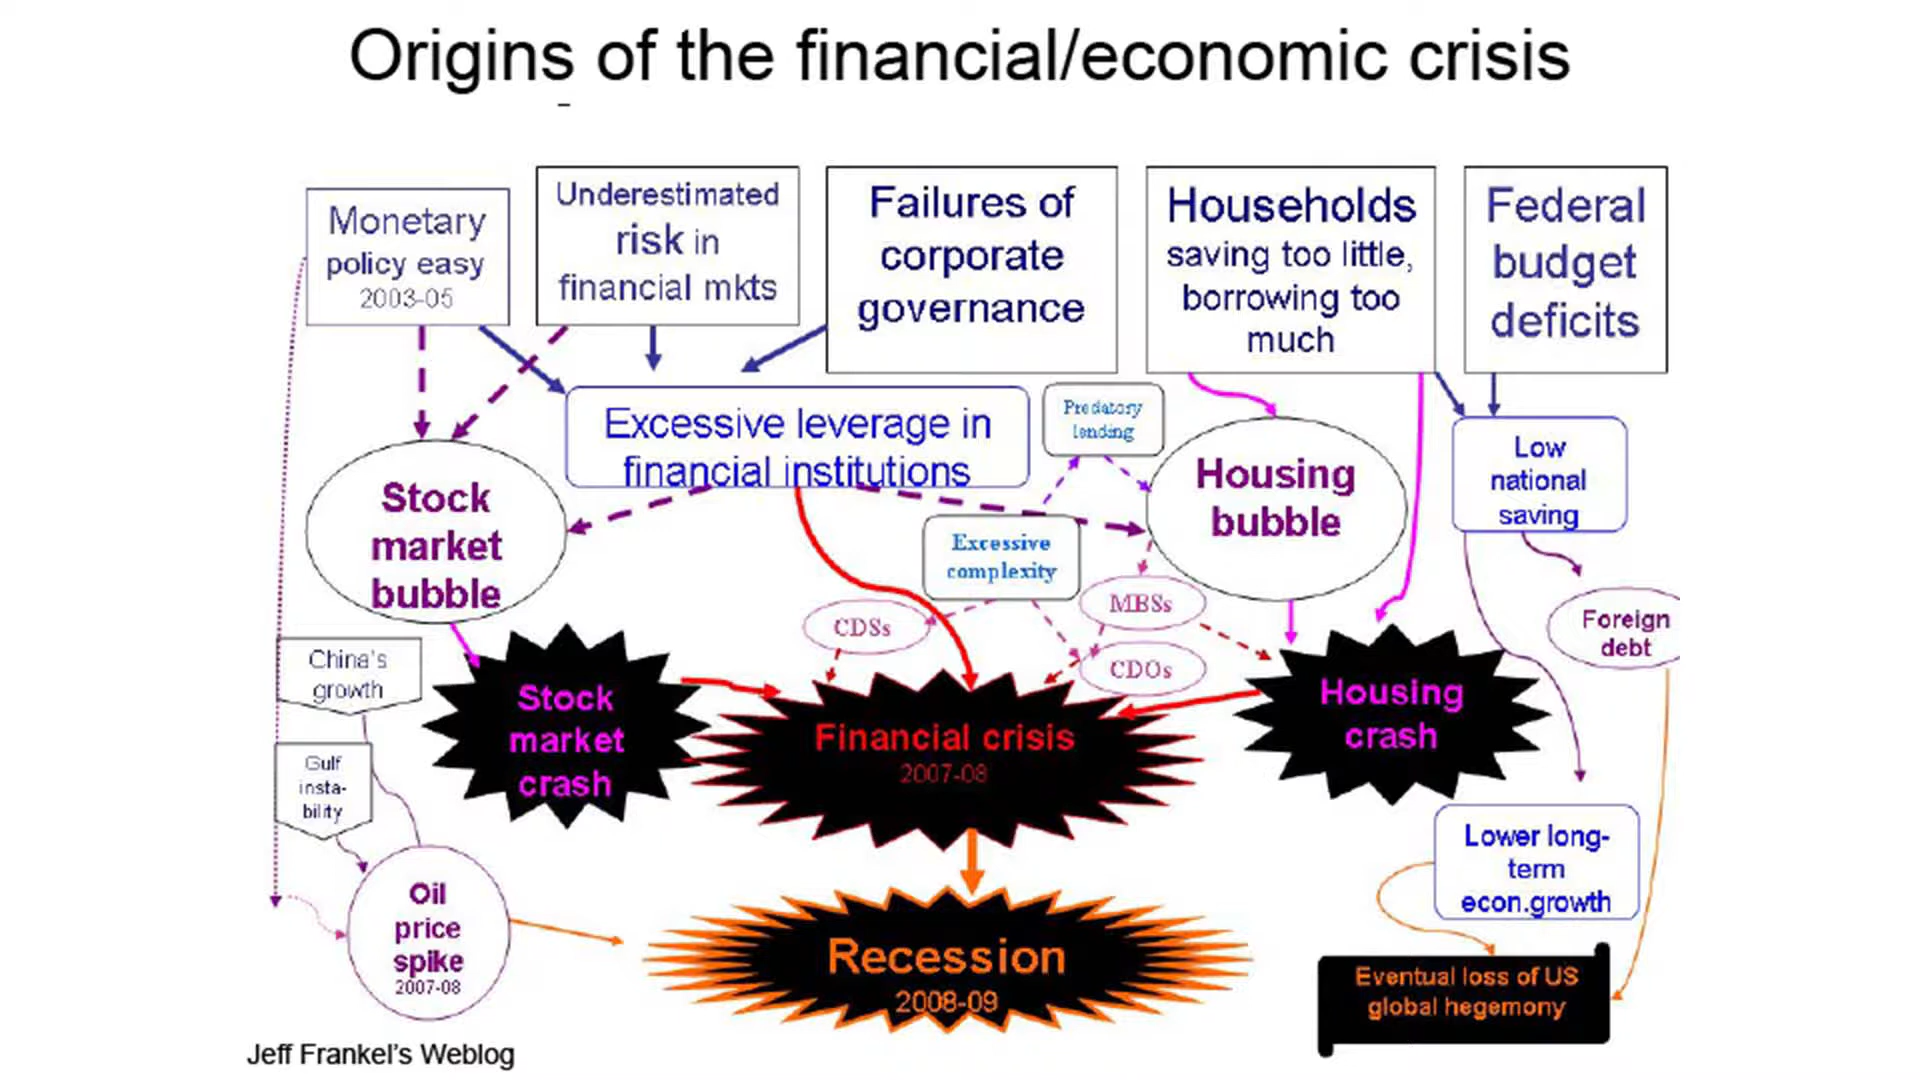 Origins of the financial/economic crisis
Monetary
policy easy
2003-05
Underestimated
risk in
financial mkts
Failures of
corporate
governance
Households
saving too little,
borrowing too
much
Federal
budget
deficits
Excessive leverage in
financial institutions
Predatory
lending
Stock
market
bubble
Housing
bubble
Low
national
saving
Excessive
complexity
CDSs
MBSs
CDOs
Foreign
debt
China's
growth
Stock
market
crash
Financial crisis
2007-08
Housing
crash
Gulf
insta-
bility
Oil
price
spike
2007-08
Recession
2008-09
Lower long-
term
econ.growth
Eventual loss of US
global hegemony
Jeff Frankel's Weblog